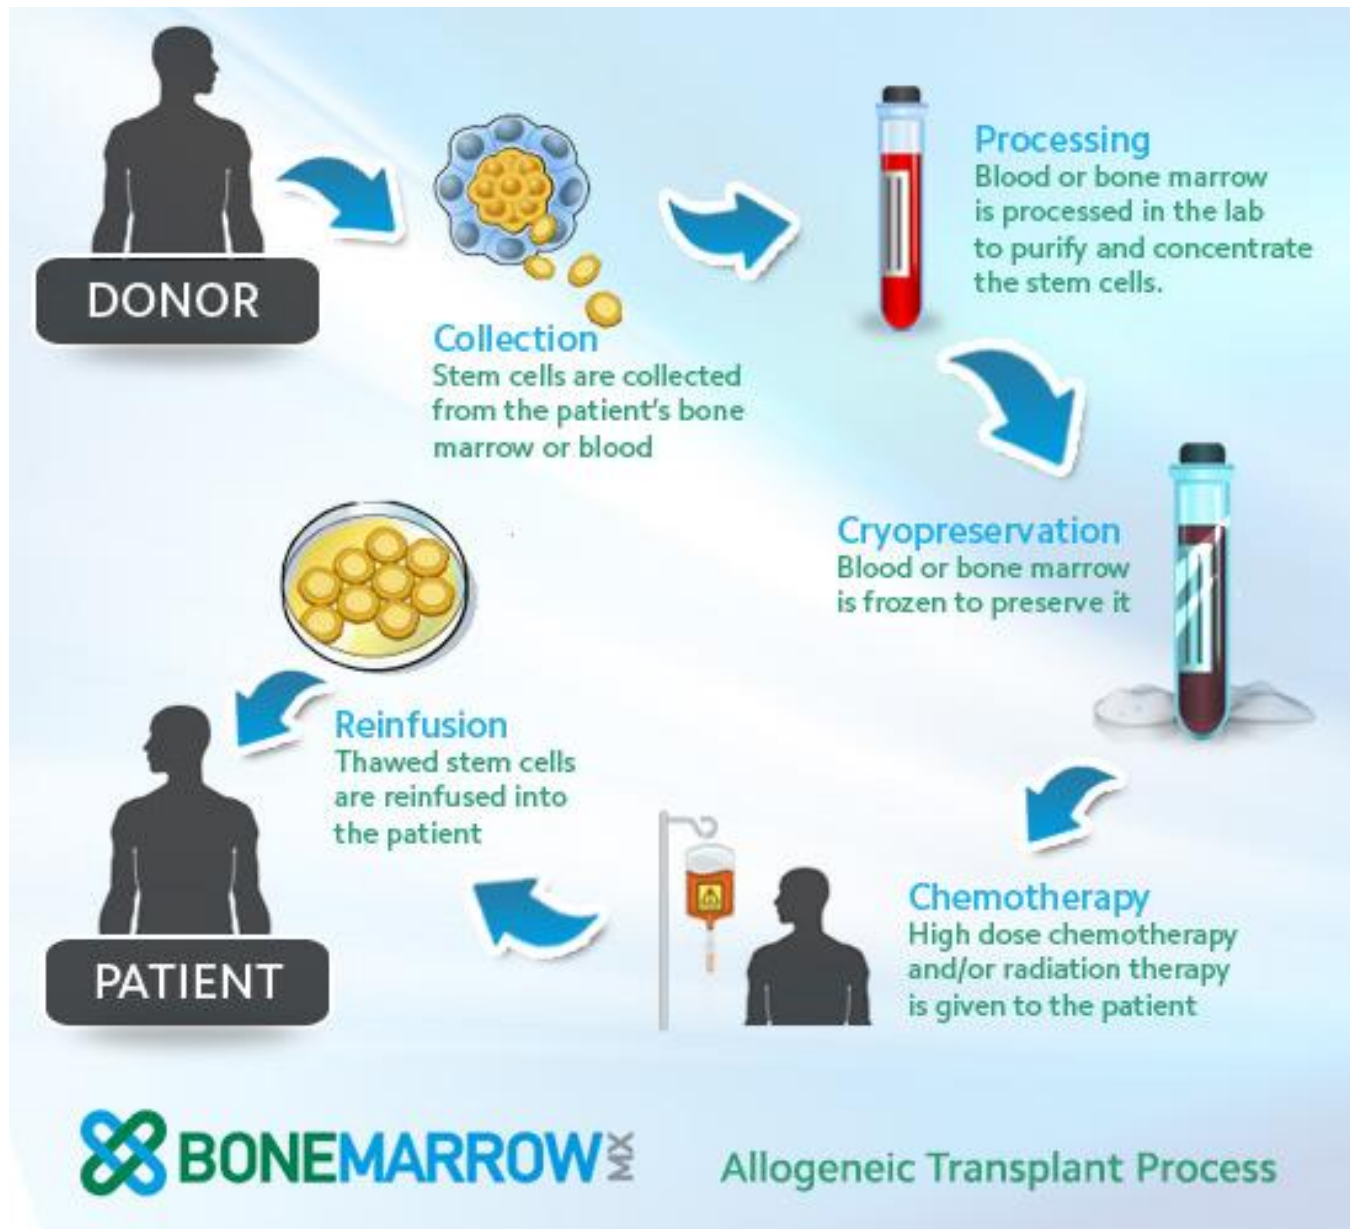 DONOR
Collection
Stem cells are collected
from the patient's bone
marrow or blood
Processing
Blood or bone marrow
is processed in the lab
to purify and concentrate
the stem cells.
Cryopreservation
Blood or bone marrow
is frozen to preserve it
Chemotherapy
High dose chemotherapy
and/or radiation therapy
is given to the patient
Reinfusion
Thawed stem cells
are reinfused into
the patient
PATIENT
BONEMARROW MX
Allogeneic Transplant Process